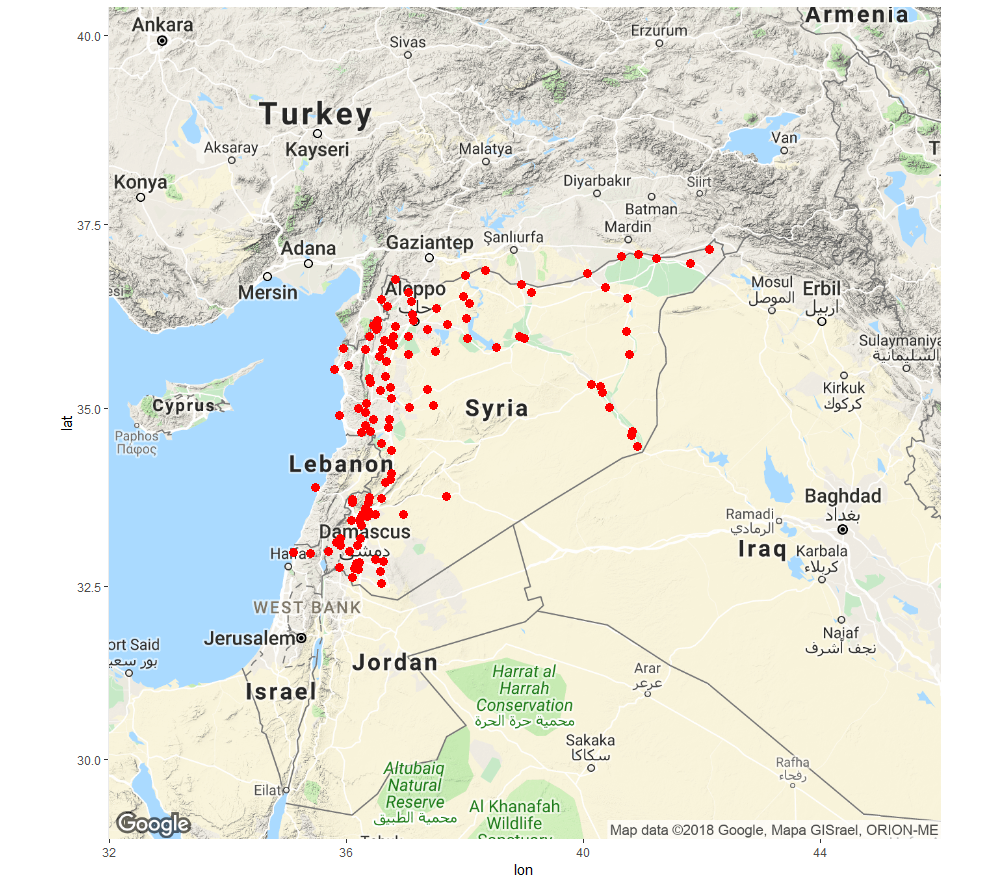 40.0
37.5
35.0
32.5
30.0
lat
32
36
40
44
lon
Armenia
Ankara
Sivas
Erzurum
Turkey
Kayseri
Aksaray
Malatya
Van
Konya
Diyarbakır
Siirt
Batman
Mardin
Adana
Gaziantep
Şanlıurfa
Mersin
Aleppo
حلب
Mosul
الموصل
Erbil
اربيل
Sulaymaniya
السليمانية
Kirkuk
كركوك
Cyprus
Paphos
Πάφος
Syria
Lebanon
Baghdad
بغداد
Ramadi
الرمادي
Damascus
دمشق
Haifa
Iraq
Karbala
كربلاء
WEST BANK
Jerusalem
Najaf
نجف أشرف
ort Said
بور سعيد
Jordan
Israel
Arar
عرعر
Harrat al
Harrah
Conservation
محمية حرة الحرة
Sakaka
سكاكا
Rafha
رفحاء
Eilat
Altubaiq
Natural
Reserve
محمية الطبيق
Al Khanafah
Wildlife
Sanctuary
Tabuk
Google
Map data ©2018 Google, Mapa GISrael, ORION-ME